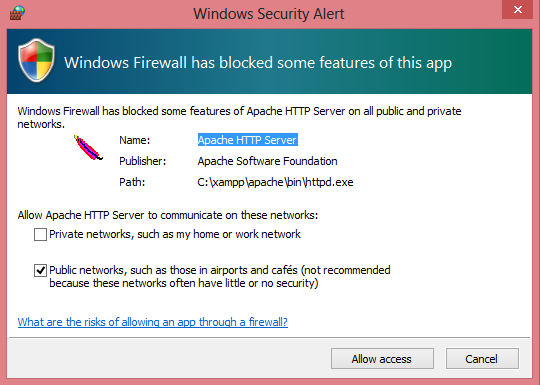 Windows Security Alert
Windows Firewall has blocked some features of this app
Windows Firewall has blocked some features of Apache HTTP Server on all public and private
networks.
Name: Apache HTTP Server
Publisher: Apache Software Foundation
Path: C:\xampp\apache\bin\httpd.exe
Allow Apache HTTP Server to communicate on these networks:
Private networks, such as my home or work network
Public networks, such as those in airports and cafés (not recommended
because these networks often have little or no security)
What are the risks of allowing an app through a firewall?
Allow access Cancel